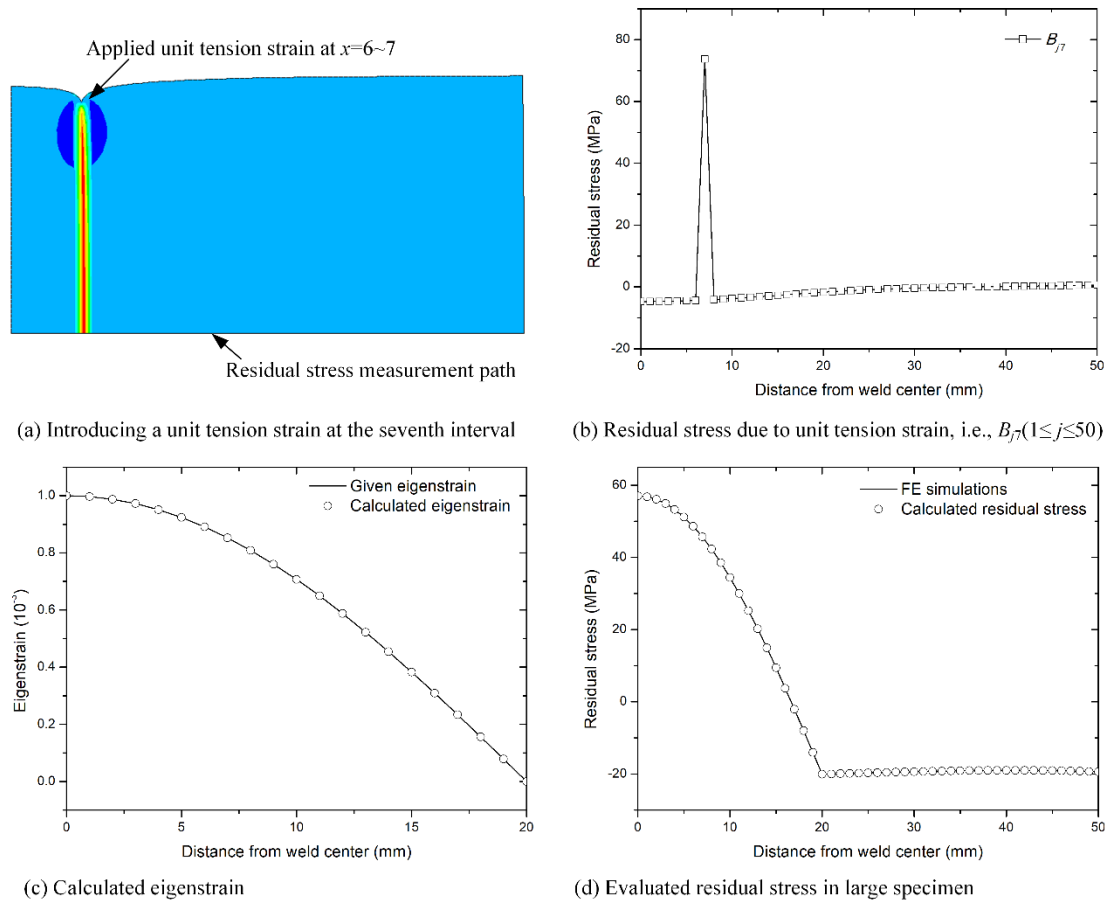 Applied unit tension strain at x=6~7
Residual stress measurement path
(a) Introducing a unit tension strain at the seventh interval
80
60
40
20
0
-20
Residual stress (MPa)
B_{j7}
0 10 20 30 40 50
Distance from weld center (mm)
(b) Residual stress due to unit tension strain, i.e., B_{j7}(1≤j≤50)
1.0
0.8
0.6
0.4
0.2
0.0
Eigenstrain (10⁻³)
Given eigenstrain
Calculated eigenstrain
0 5 10 15 20
Distance from weld center (mm)
(c) Calculated eigenstrain
60
40
20
0
-20
Residual stress (MPa)
FE simulations
Calculated residual stress
0 10 20 30 40 50
Distance from weld center (mm)
(d) Evaluated residual stress in large specimen